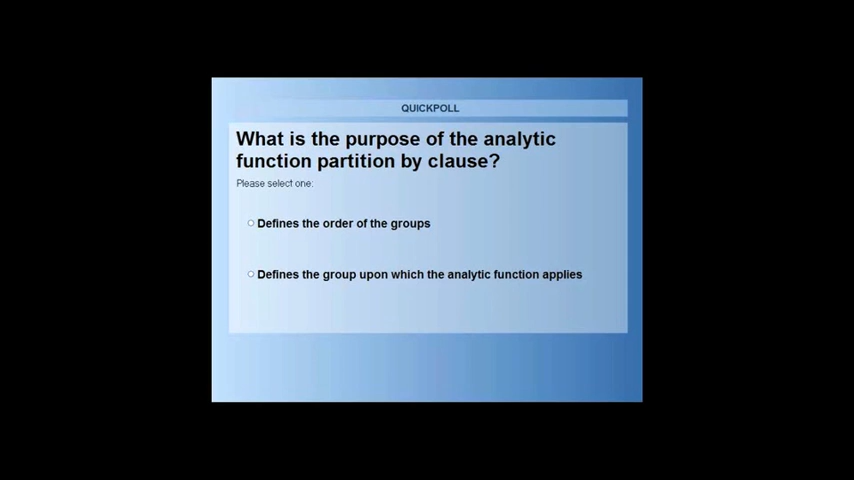 QUICKPOLL
What is the purpose of the analytic
function partition by clause?
Please select one:
Defines the order of the groups
Defines the group upon which the analytic function applies